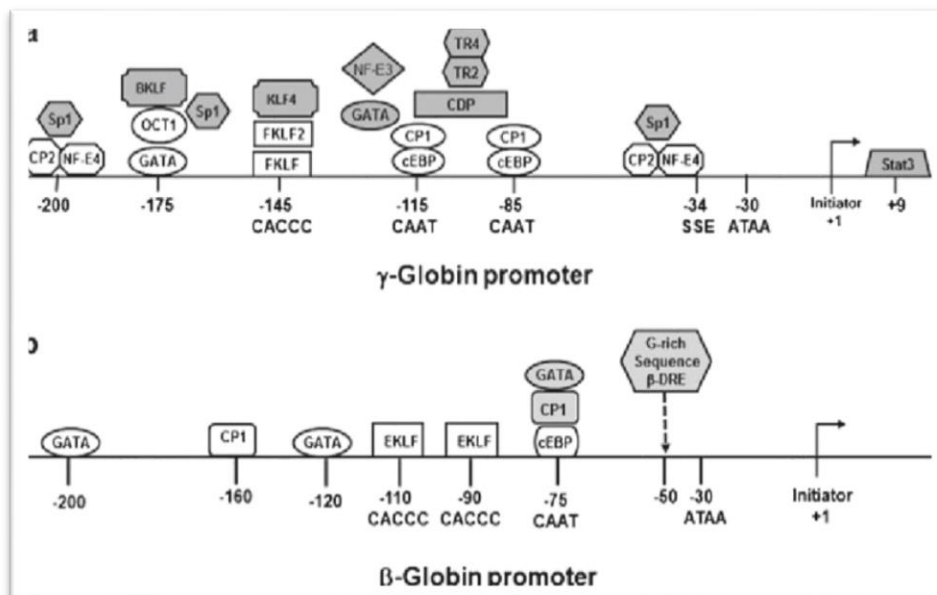 TR4
NF-E3
TR2
BKLF
KLF4
CDP
Sp1
Sp1
GATA
Sp1
OCT1
FKLF2
CP1
CP1
CP2 NF-E4
GATA
FKLF
cEBP
cEBP
CP2 NF-E4
Stat3
-200
-175
-145
-115
-85
-34
-30
Initiator
+9
CACCC
CAAT
CAAT
SSE
ATAA
+1
γ-Globin promoter
G-rich
Sequence
β-DRE
GATA
CP1
GATA
CP1
GATA
EKLF
EKLF
cEBP
-200
-160
-120
-110
-90
-75
-50
-30
Initiator
CACCC
CACCC
CAAT
ATAA
+1
ß-Globin promoter